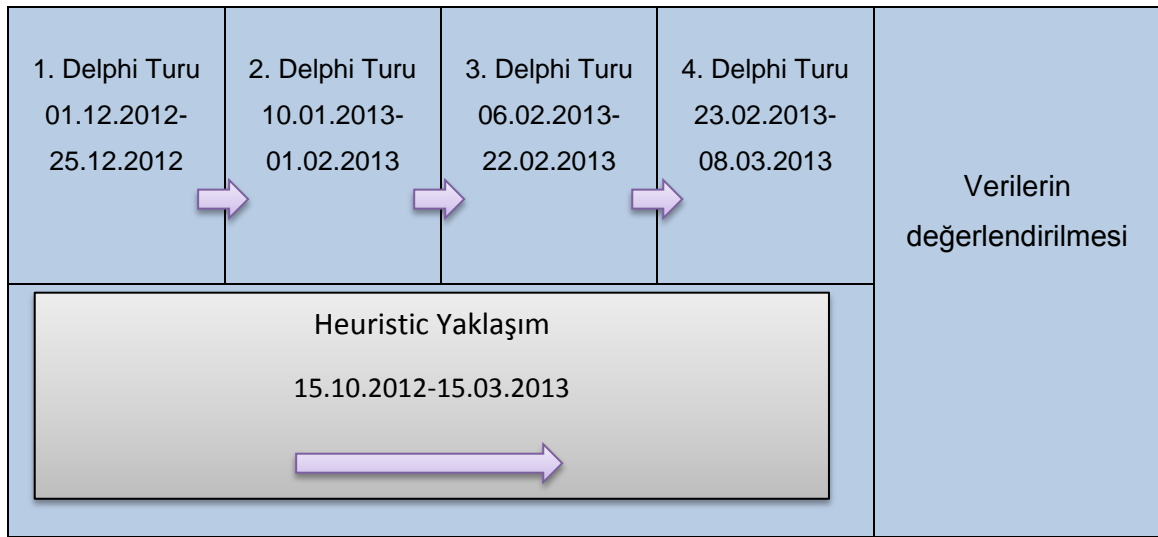 1. Delphi Turu
01.12.2012-
25.12.2012
2. Delphi Turu
10.01.2013-
01.02.2013
3. Delphi Turu
06.02.2013-
22.02.2013
4. Delphi Turu
23.02.2013-
08.03.2013
Verilerin
değerlendirilmesi
Heuristic Yaklaşım
15.10.2012-15.03.2013